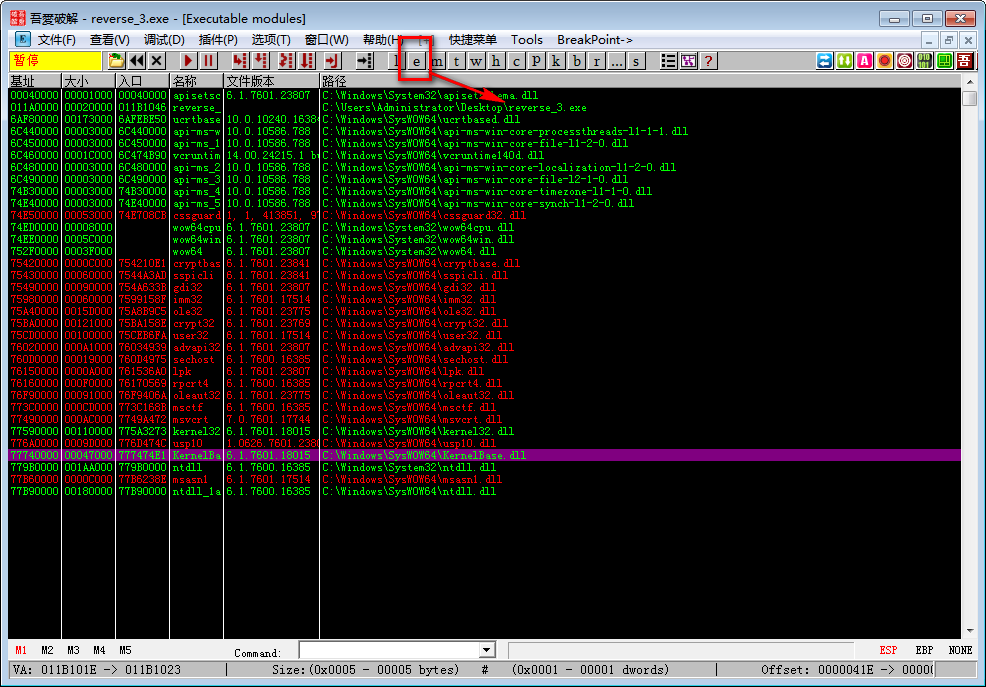 吾爱破解 - reverse_3.exe - [Executable modules]
文件(F) 查看(V) 调试(D) 插件(P) 选项(T) 窗口(W) 帮助(H) [+] 快捷菜单 Tools BreakPoint->
暂停 l e m t w h c p k b r ... s ?
基址 大小 入口 名称 文件版本 路径
00040000 00001000 00040000 apisetsc 6.1.7601.23807 C:\Windows\System32\apisetschema.dll
011A0000 00020000 011B1046 reverse_ C:\Users\Administrator\Desktop\reverse_3.exe
6AF80000 00173000 6AFEBE50 ucrtbase 10.0.10240.16384 C:\Windows\SysWOW64\ucrtbased.dll
6C440000 00003000 6C440000 api-ms-w 10.0.10586.788 C:\Windows\SysWOW64\api-ms-win-core-processthreads-l1-1-1.dll
6C450000 00003000 6C450000 api-ms_1 10.0.10586.788 C:\Windows\SysWOW64\api-ms-win-core-file-l1-2-0.dll
6C460000 0001C000 6C474B90 vcruntim 14.00.24215.1 bu C:\Windows\SysWOW64\vcruntime140d.dll
6C480000 00003000 6C480000 api-ms_2 10.0.10586.788 C:\Windows\SysWOW64\api-ms-win-core-localization-l1-2-0.dll
6C490000 00003000 6C490000 api-ms_3 10.0.10586.788 C:\Windows\SysWOW64\api-ms-win-core-file-l2-1-0.dll
74B30000 00003000 74B30000 api-ms_4 10.0.10586.788 C:\Windows\SysWOW64\api-ms-win-core-timezone-l1-1-0.dll
74E40000 00003000 74E40000 api-ms_5 10.0.10586.788 C:\Windows\SysWOW64\api-ms-win-core-synch-l1-2-0.dll
74E50000 00053000 74E708CB cssguard 1, 1, 413851, 97 C:\Windows\SysWOW64\cssguard32.dll
74ED0000 00008000 wow64cpu 6.1.7601.23807 C:\Windows\System32\wow64cpu.dll
74EE0000 0005C000 wow64win 6.1.7601.23807 C:\Windows\System32\wow64win.dll
752F0000 0003F000 wow64 6.1.7601.23807 C:\Windows\System32\wow64.dll
75420000 0000C000 754210E1 cryptbas 6.1.7601.23841 C:\Windows\SysWOW64\cryptbase.dll
75430000 00060000 7544A3AD sspicli 6.1.7601.23841 C:\Windows\SysWOW64\sspicli.dll
75490000 00090000 754A633B gdi32 6.1.7601.23807 C:\Windows\SysWOW64\gdi32.dll
75980000 00060000 7599158F imm32 6.1.7601.17514 C:\Windows\SysWOW64\imm32.dll
75A40000 0015D000 75A8B9C5 ole32 6.1.7601.23775 C:\Windows\SysWOW64\ole32.dll
75BA0000 00121000 75BA158E crypt32 6.1.7601.23769 C:\Windows\SysWOW64\crypt32.dll
75CD0000 00100000 75CEB6FA user32 6.1.7601.17514 C:\Windows\SysWOW64\user32.dll
76020000 000A1000 76034939 advapi32 6.1.7601.23807 C:\Windows\SysWOW64\advapi32.dll
760D0000 00019000 760D4975 sechost 6.1.7600.16385 C:\Windows\SysWOW64\sechost.dll
76150000 0000A000 761536A0 lpk 6.1.7601.23807 C:\Windows\SysWOW64\lpk.dll
76160000 000F0000 76170569 rpcrt4 6.1.7600.16385 C:\Windows\SysWOW64\rpcrt4.dll
76F90000 00091000 76F9406A oleaut32 6.1.7601.23775 C:\Windows\SysWOW64\oleaut32.dll
773C0000 000CD000 773C168B msctf 6.1.7600.16385 C:\Windows\SysWOW64\msctf.dll
77490000 000AC000 7749A472 msvcrt 7.0.7601.17744 C:\Windows\SysWOW64\msvcrt.dll
77590000 00110000 775A3273 kernel32 6.1.7601.18015 C:\Windows\SysWOW64\kernel32.dll
776A0000 0009D000 776D474C usp10 1.0626.7601.2380 C:\Windows\SysWOW64\usp10.dll
77740000 00047000 777474E1 KernelBa 6.1.7601.18015 C:\Windows\SysWOW64\KernelBase.dll
779B0000 001AA000 779B0000 ntdll 6.1.7600.16385 C:\Windows\System32\ntdll.dll
77B60000 0000C000 77B6238E msasn1 6.1.7601.17514 C:\Windows\SysWOW64\msasn1.dll
77B90000 00180000 77B90000 ntdll_1a 6.1.7600.16385 C:\Windows\SysWOW64\ntdll.dll
M1 M2 M3 M4 M5 Command: ESP EBP NONE
VA: 011B101E -> 011B1023 Size:(0x0005 - 00005 bytes) # (0x0001 - 00001 dwords) Offset: 0000041E -> 00000